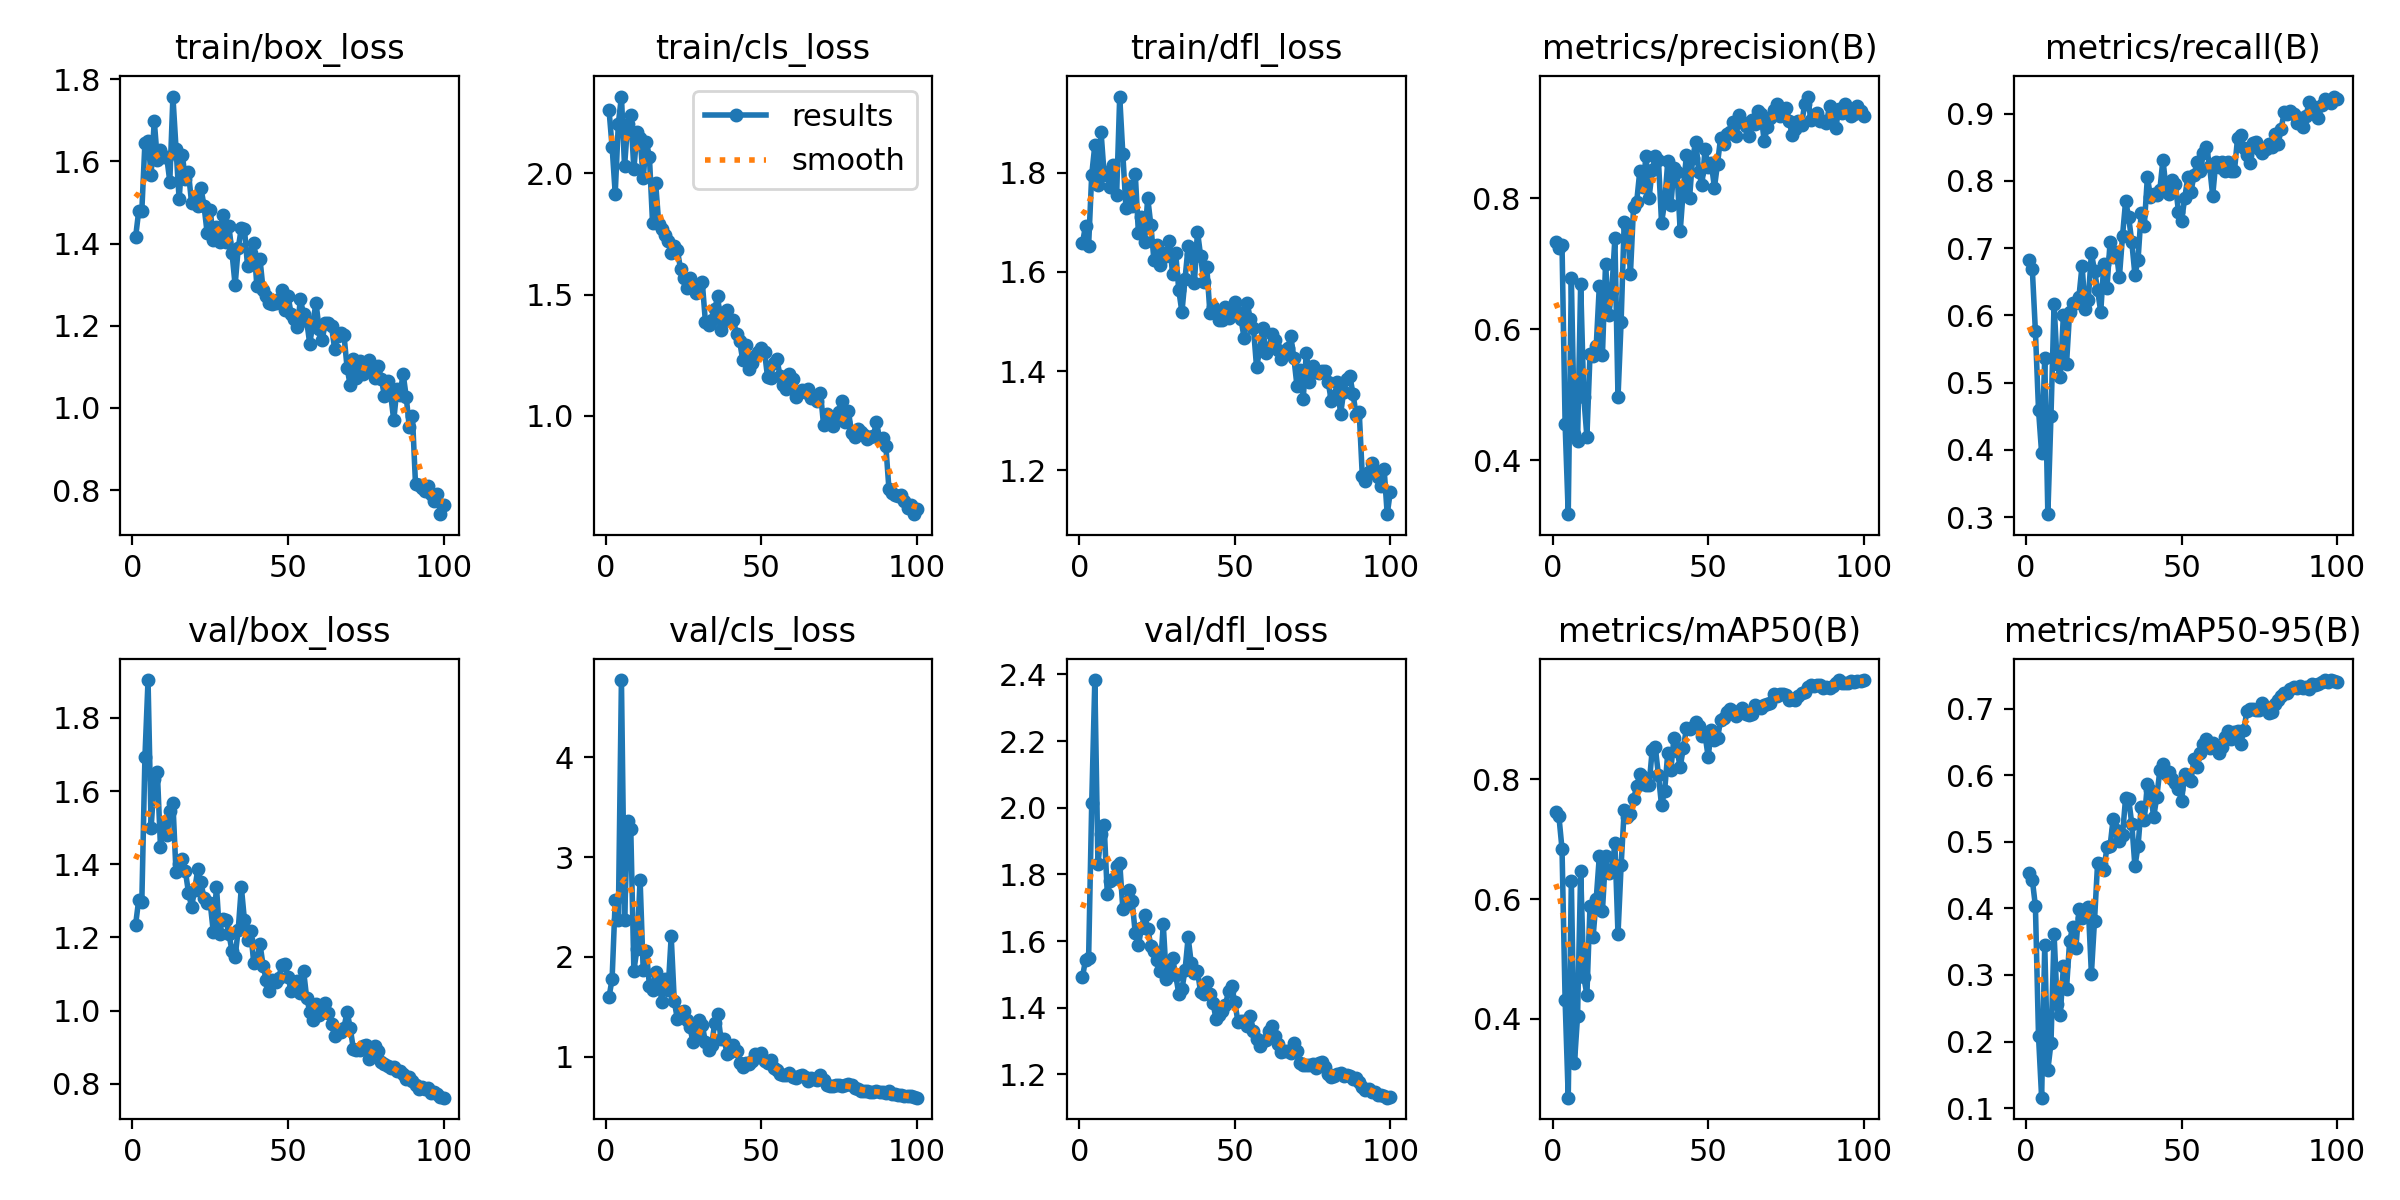 train/box_loss
train/cls_loss
train/dfl_loss
metrics/precision(B)
metrics/recall(B)
1.8
1.6
1.4
1.2
1.0
0.8
0 50 100
results
smooth
2.0
1.5
1.0
0 50 100
1.8
1.6
1.4
1.2
0 50 100
0.8
0.6
0.4
0 50 100
0.9
0.8
0.7
0.6
0.5
0.4
0.3
0 50 100
val/box_loss
val/cls_loss
val/dfl_loss
metrics/mAP50(B)
metrics/mAP50-95(B)
1.8
1.6
1.4
1.2
1.0
0.8
0 50 100
4
3
2
1
0 50 100
2.4
2.2
2.0
1.8
1.6
1.4
1.2
0 50 100
0.8
0.6
0.4
0 50 100
0.7
0.6
0.5
0.4
0.3
0.2
0.1
0 50 100